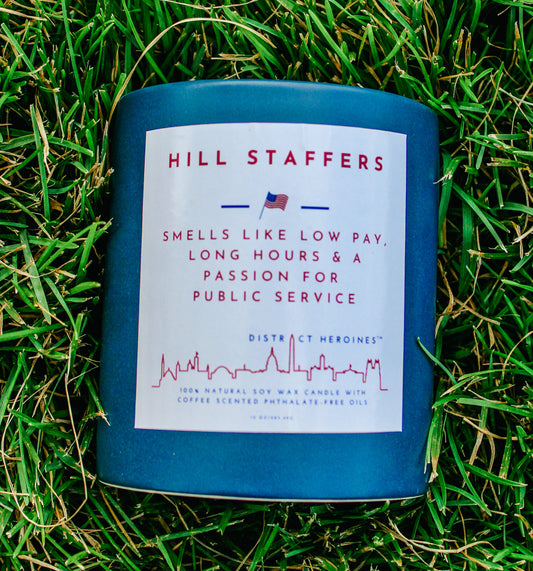 HILL STAFFERS
SMELLS LIKE LOW PAY,
LONG HOURS & A
PASSION FOR
PUBLIC SERVICE
DISTRICT HEROINES™
100% NATURAL SOY WAX CANDLE WITH
COFFEE SCENTED PHTHALATE-FREE OILS